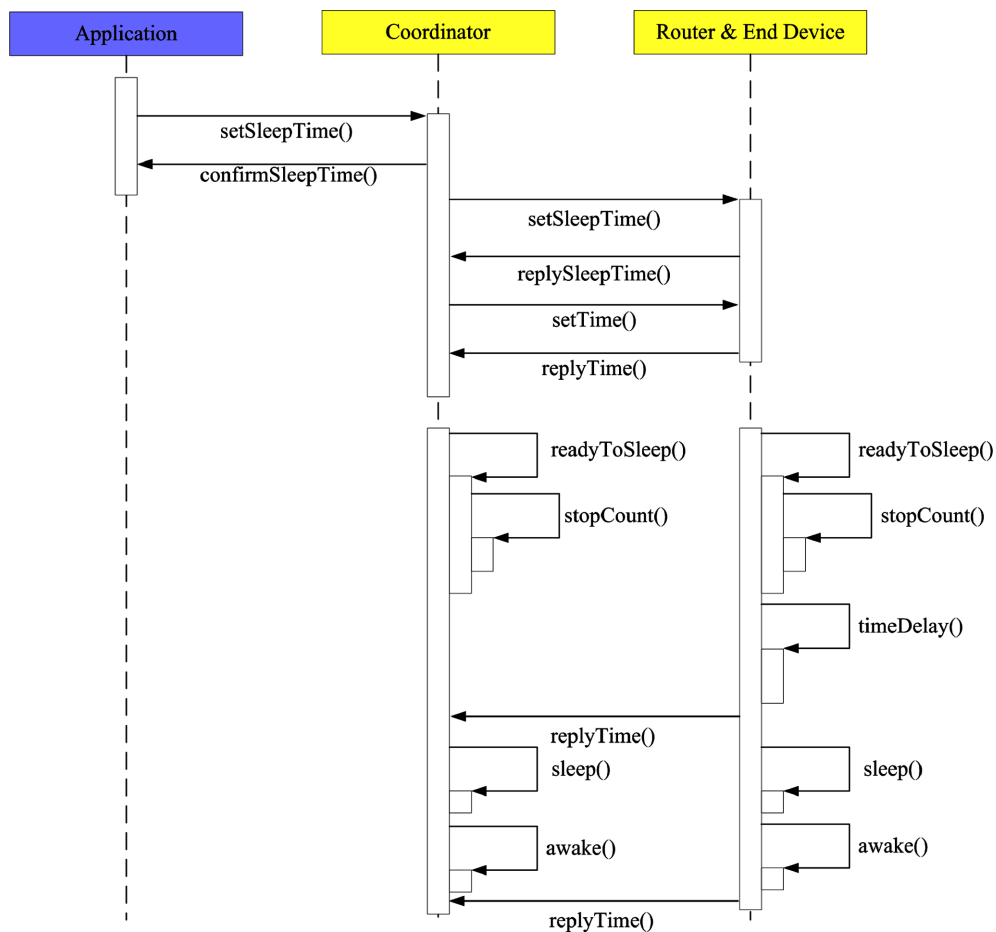 Application
Coordinator
Router & End Device
setSleepTime()
confirmSleepTime()
setSleepTime()
replySleepTime()
setTime()
replyTime()
readyToSleep()
readyToSleep()
stopCount()
stopCount()
timeDelay()
replyTime()
sleep()
sleep()
awake()
awake()
replyTime()